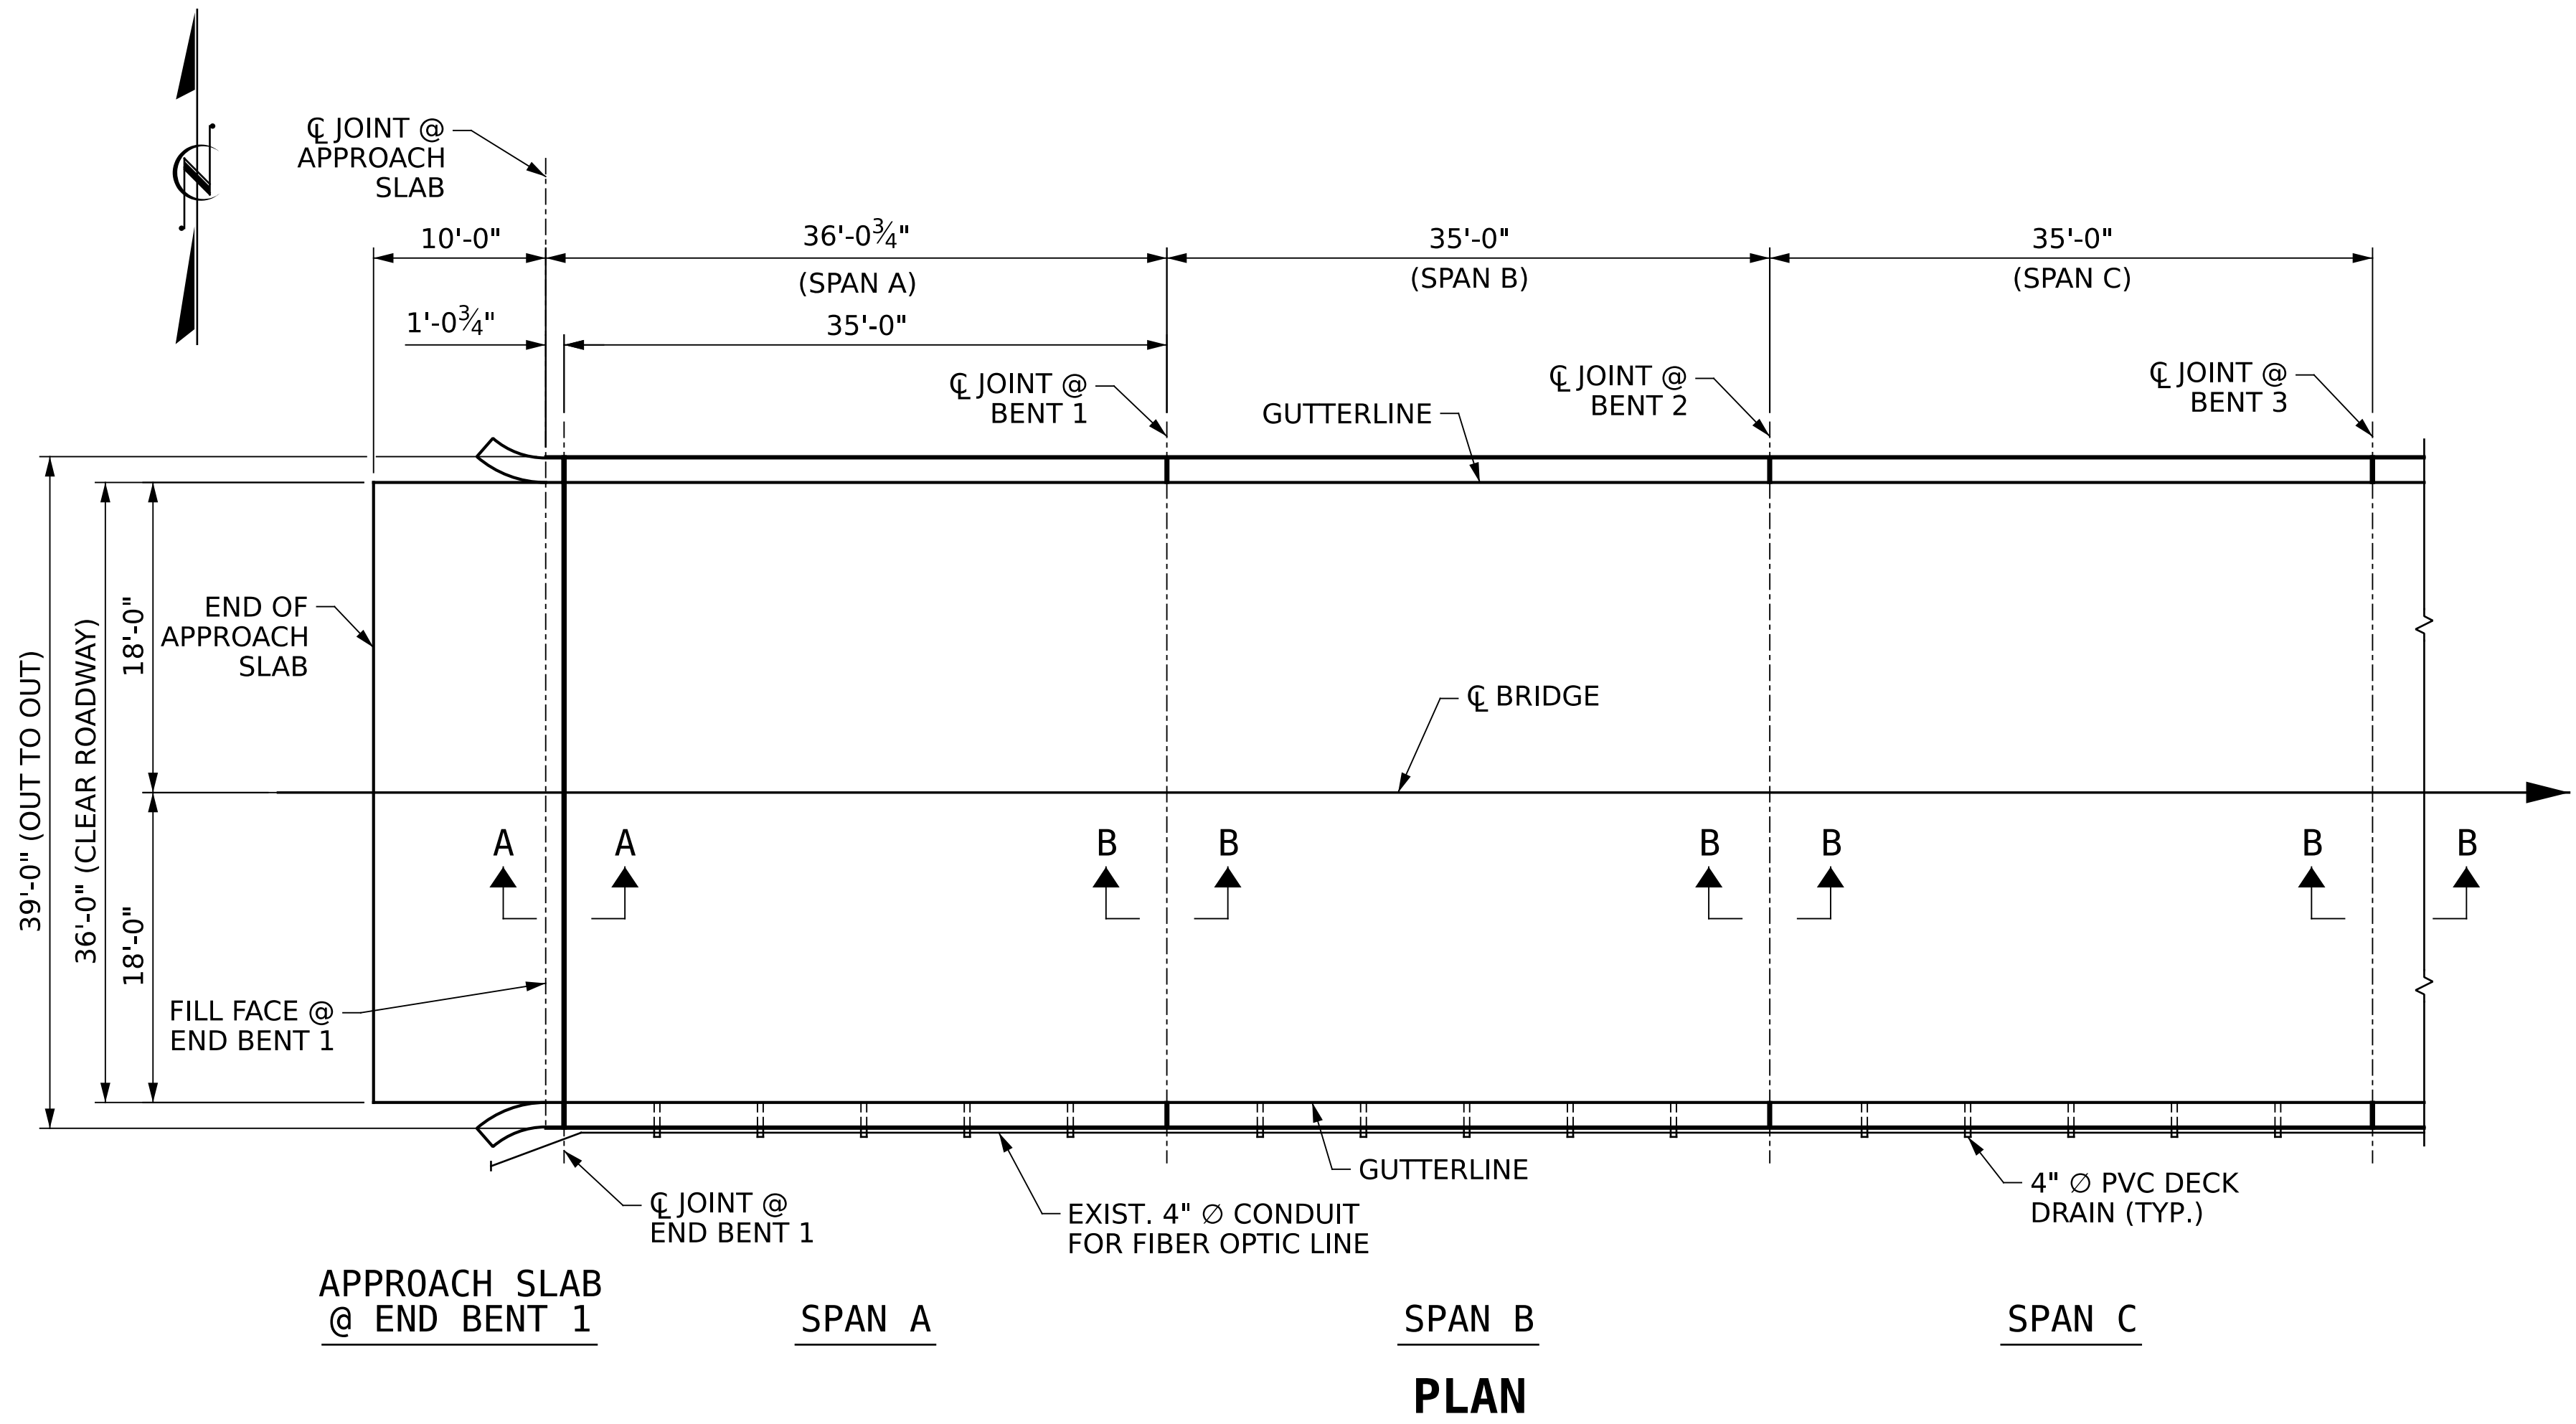 ℄ JOINT @
APPROACH
SLAB
10'-0"
36'-0¾"
(SPAN A)
35'-0"
(SPAN B)
35'-0"
(SPAN C)
1'-0¾"
35'-0"
℄ JOINT @
BENT 1
GUTTERLINE
℄ JOINT @
BENT 2
℄ JOINT @
BENT 3
N
39'-0" (OUT TO OUT)
36'-0" (CLEAR ROADWAY)
18'-0"
18'-0"
END OF
APPROACH
SLAB
℄ BRIDGE
A A B B B B B B
FILL FACE @
END BENT 1
℄ JOINT @
END BENT 1
EXIST. 4" ∅ CONDUIT
FOR FIBER OPTIC LINE
GUTTERLINE
4" ∅ PVC DECK
DRAIN (TYP.)
APPROACH SLAB
@ END BENT 1
SPAN A
SPAN B
SPAN C
PLAN